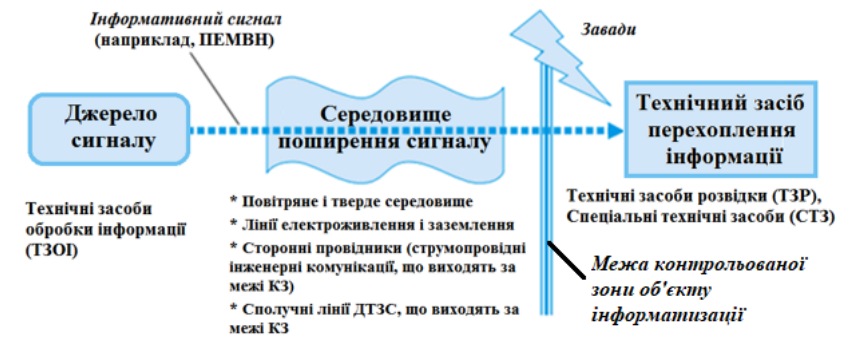 Інформативний сигнал
(наприклад, ПЕМВН)
Завади
Джерело
сигналу
Середовище
поширення сигналу
Технічний засіб
перехоплення
інформації
Технічні засоби
обробки інформації
(ТЗОІ)
* Повітряне і тверде середовище
* Лінії електроживлення і заземлення
* Сторонні провідники (струмопровідні
інженерні комунікації, що виходять за
межі КЗ)
* Сполучні лінії ДТЗС, що виходять за
межі КЗ
Технічні засоби розвідки (ТЗР),
Спеціальні технічні засоби (СТЗ)
Межа контрольованої
зони об'єкту
інформатизації